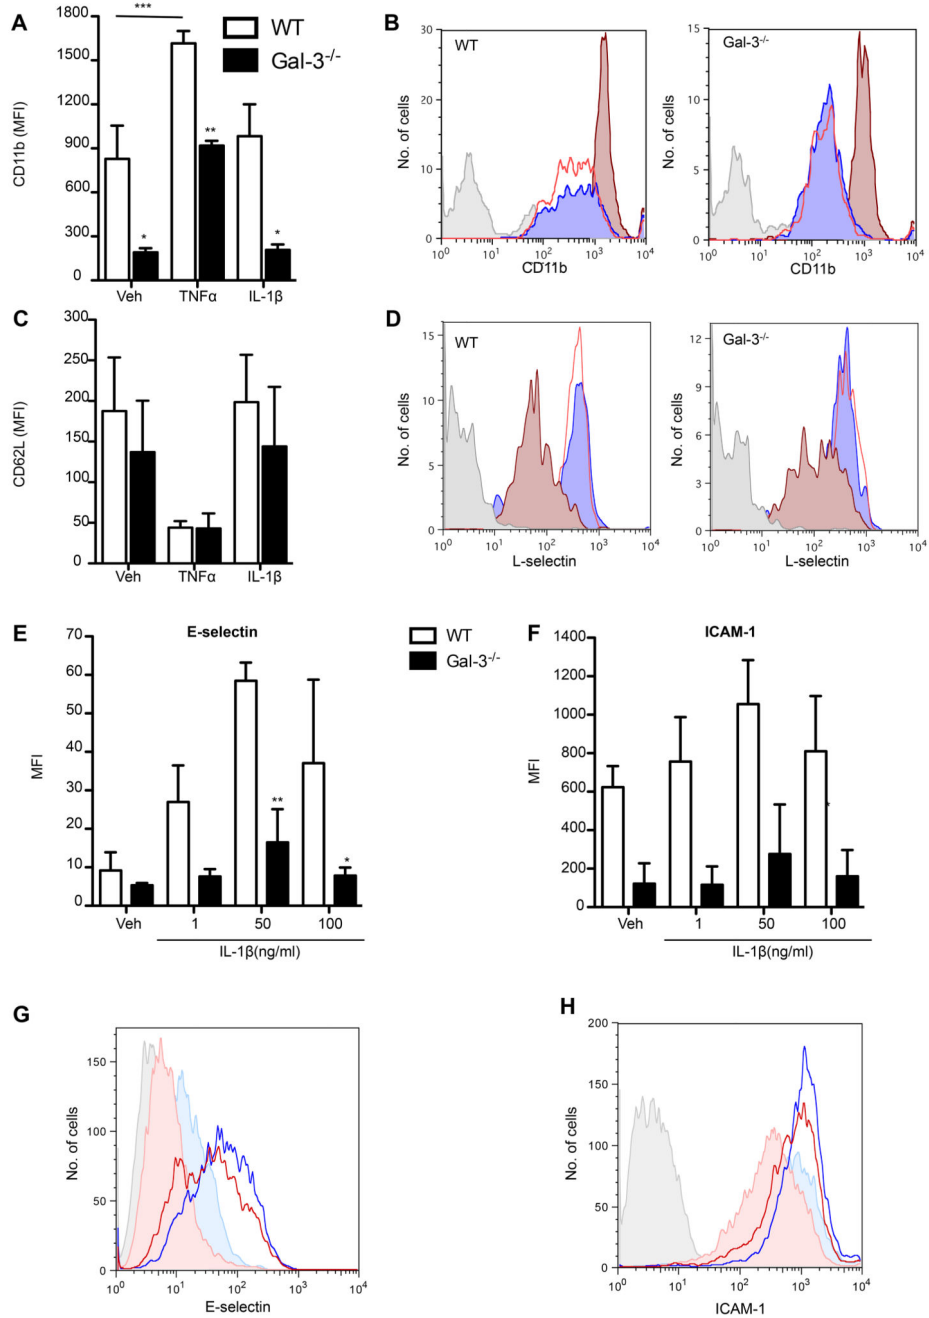 A
CD11b (MFI)
1800
1500
1200
900
600
300
0
***
**
*
*
Veh
TNFα
IL-1β
WT
Gal-3-/-
B
No. of cells
30
20
10
5
0
WT
10⁰ 10¹ 10² 10³ 10⁴
CD11b
No. of cells
15
10
5
0
Gal-3-/-
10⁰ 10¹ 10² 10³ 10⁴
CD11b
C
CD62L (MFI)
300
250
200
150
100
50
0
Veh
TNFα
IL-1β
D
No. of cells
15
10
5
0
WT
10⁰ 10¹ 10² 10³ 10⁴
L-selectin
No. of cells
12
9
6
3
0
Gal-3-/-
10⁰ 10¹ 10² 10³ 10⁴
L-selectin
E
E-selectin
MFI
70
60
50
40
30
20
10
0
**
*
Veh
1
50
100
IL-1β(ng/ml)
WT
Gal-3-/-
F
ICAM-1
MFI
1400
1200
1000
800
600
400
200
0
*
Veh
1
50
100
IL-1β(ng/ml)
G
No. of cells
150
100
50
0
10⁰ 10¹ 10² 10³ 10⁴
E-selectin
H
No. of cells
200
150
100
50
0
10⁰ 10¹ 10² 10³ 10⁴
ICAM-1